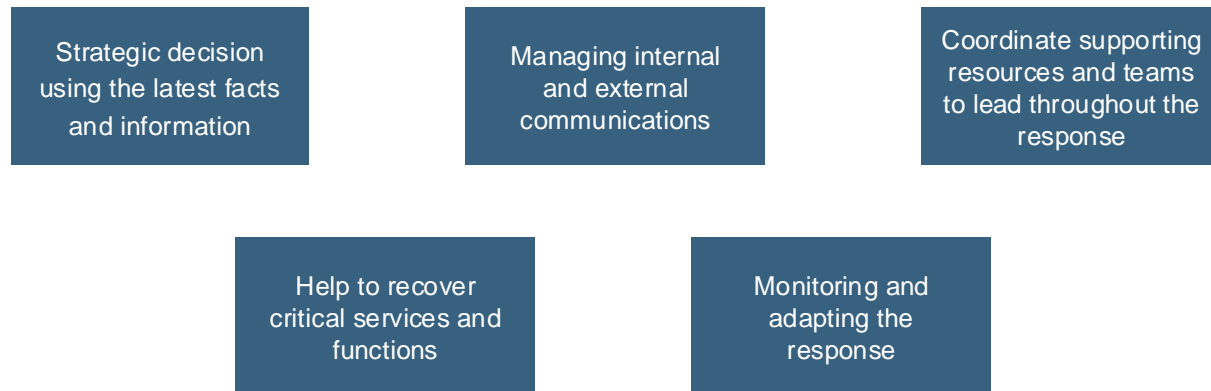 Strategic decision
using the latest facts
and information
Managing internal
and external
communications
Coordinate supporting
resources and teams
to lead throughout the
response
Help to recover
critical services and
functions
Monitoring and
adapting the
response